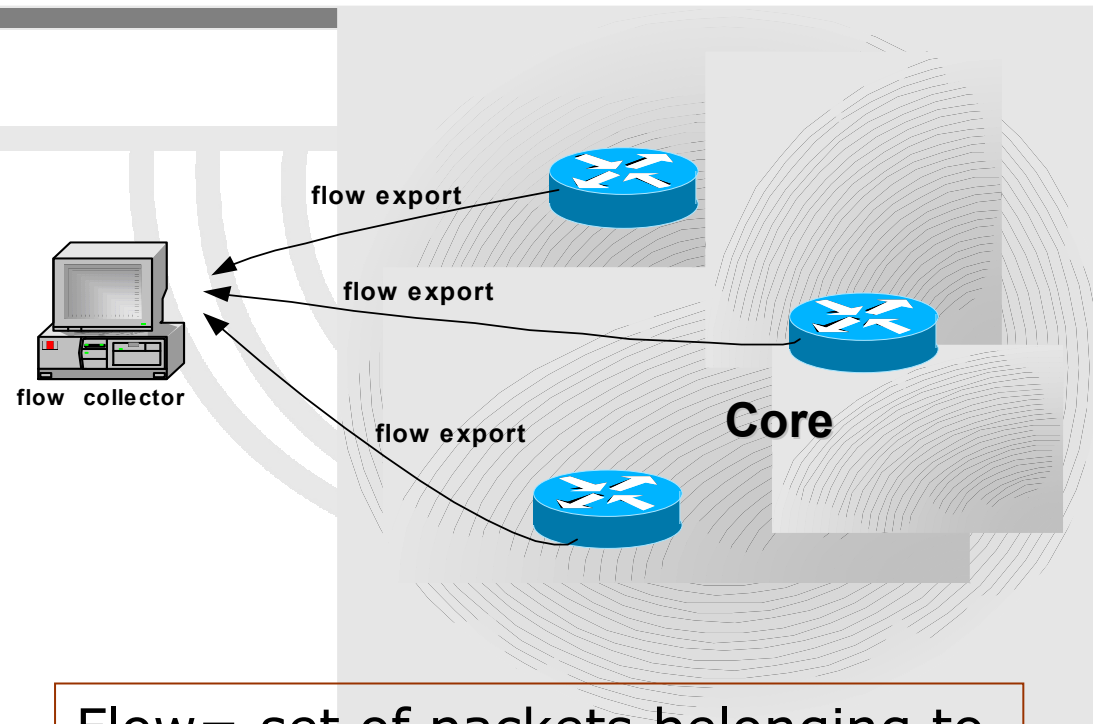 flow export
flow export
flow collector
Core
flow export
Flow= set of packets belonging to